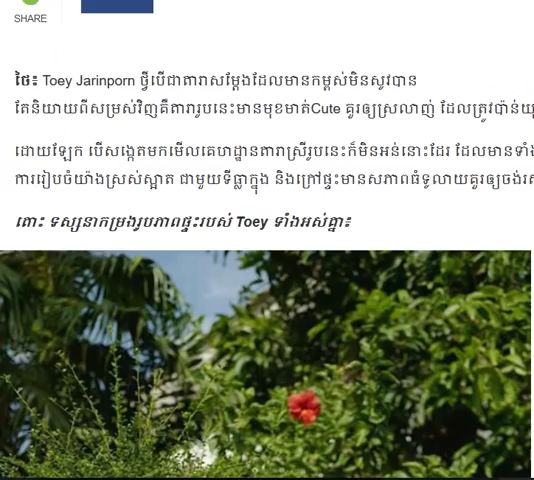 SHARE
ថៃ៖ Toey Jarinporn ថ្វីបើជាតារាសម្ដែងដែលមានកម្ពស់មិនសូវបាន
តែនិយាយពីសម្រស់វិញគឺតារារូបនេះមានមុខមាត់Cute គួរឲ្យស្រលាញ់ ដែលត្រូវប៉ាន់
ដោយឡែក បើសង្កេតមកមើលគេហដ្ឋានតារាស្រីរូបនេះក៏មិនអន់នោះដែរ ដែលមានទាំង
ការរៀបចំយ៉ាងស្រស់ស្អាត ជាមួយទីធ្លាក្នុង និងក្រៅផ្ទះមានសភាពធំទូលាយគួរឲ្យចង់
តោះ ទស្សនាកម្រងរូបភាពផ្ទះរបស់ Toey ទាំងអស់គ្នា៖